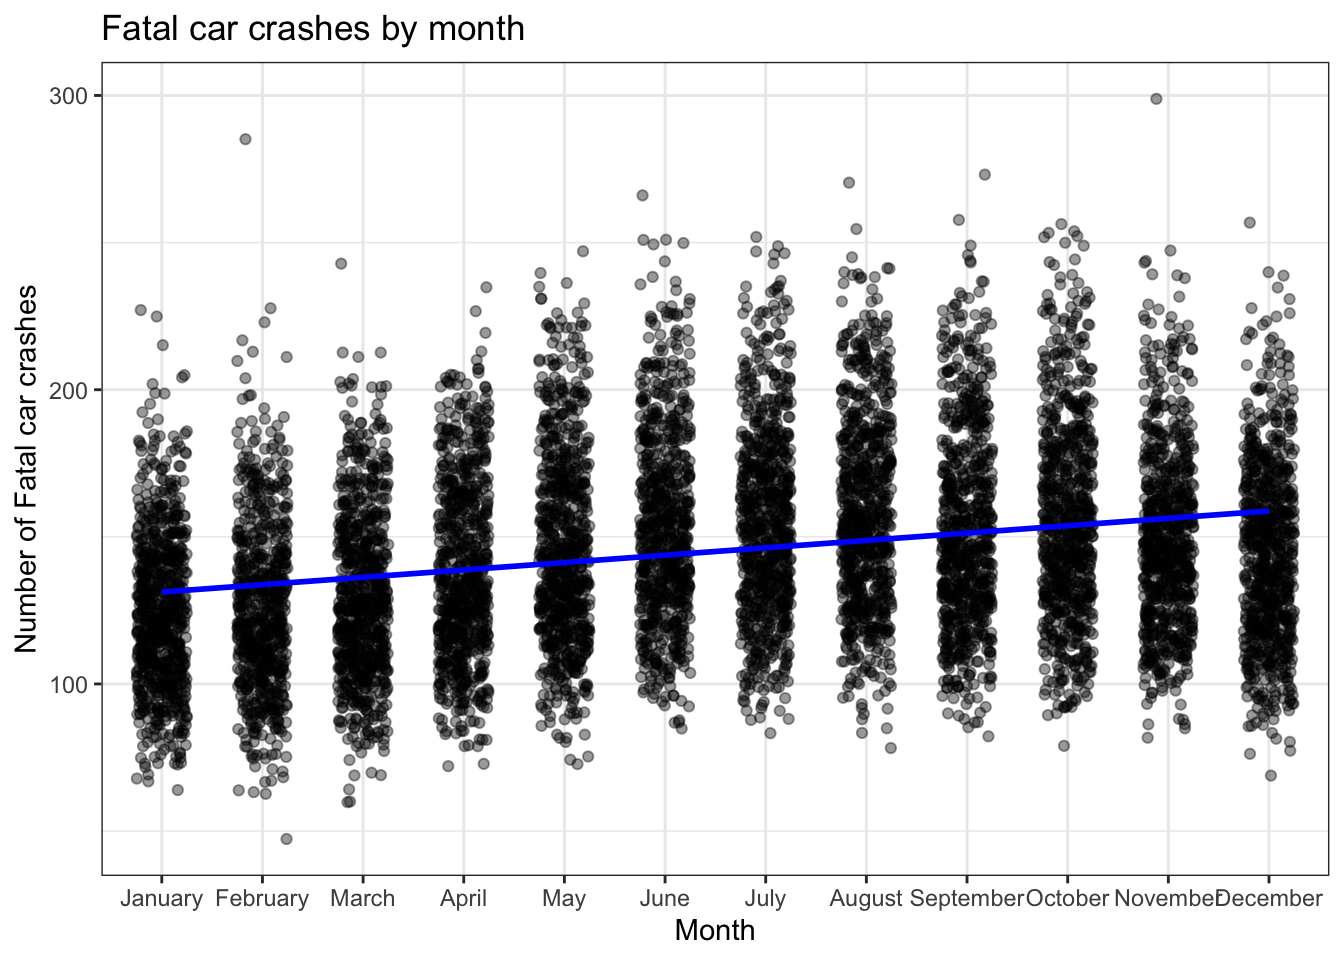 Fatal car crashes by month
Number of Fatal car crashes
300
200
100
January February March April May June July August September October November December
Month